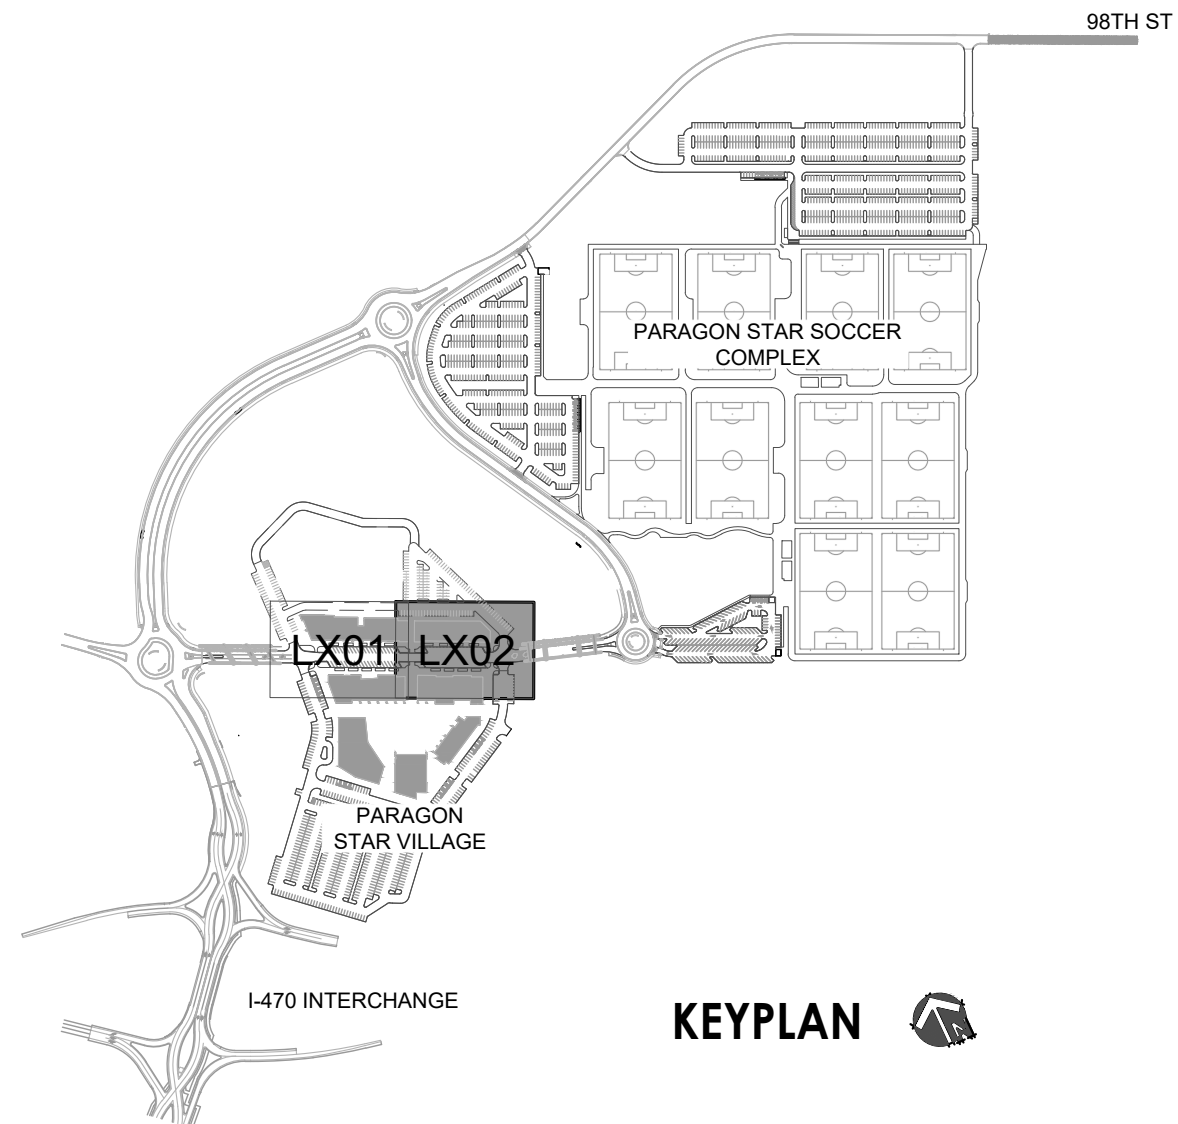 98TH ST
PARAGON STAR SOCCER
COMPLEX
LX01 LX02
PARAGON
STAR VILLAGE
I-470 INTERCHANGE
KEYPLAN